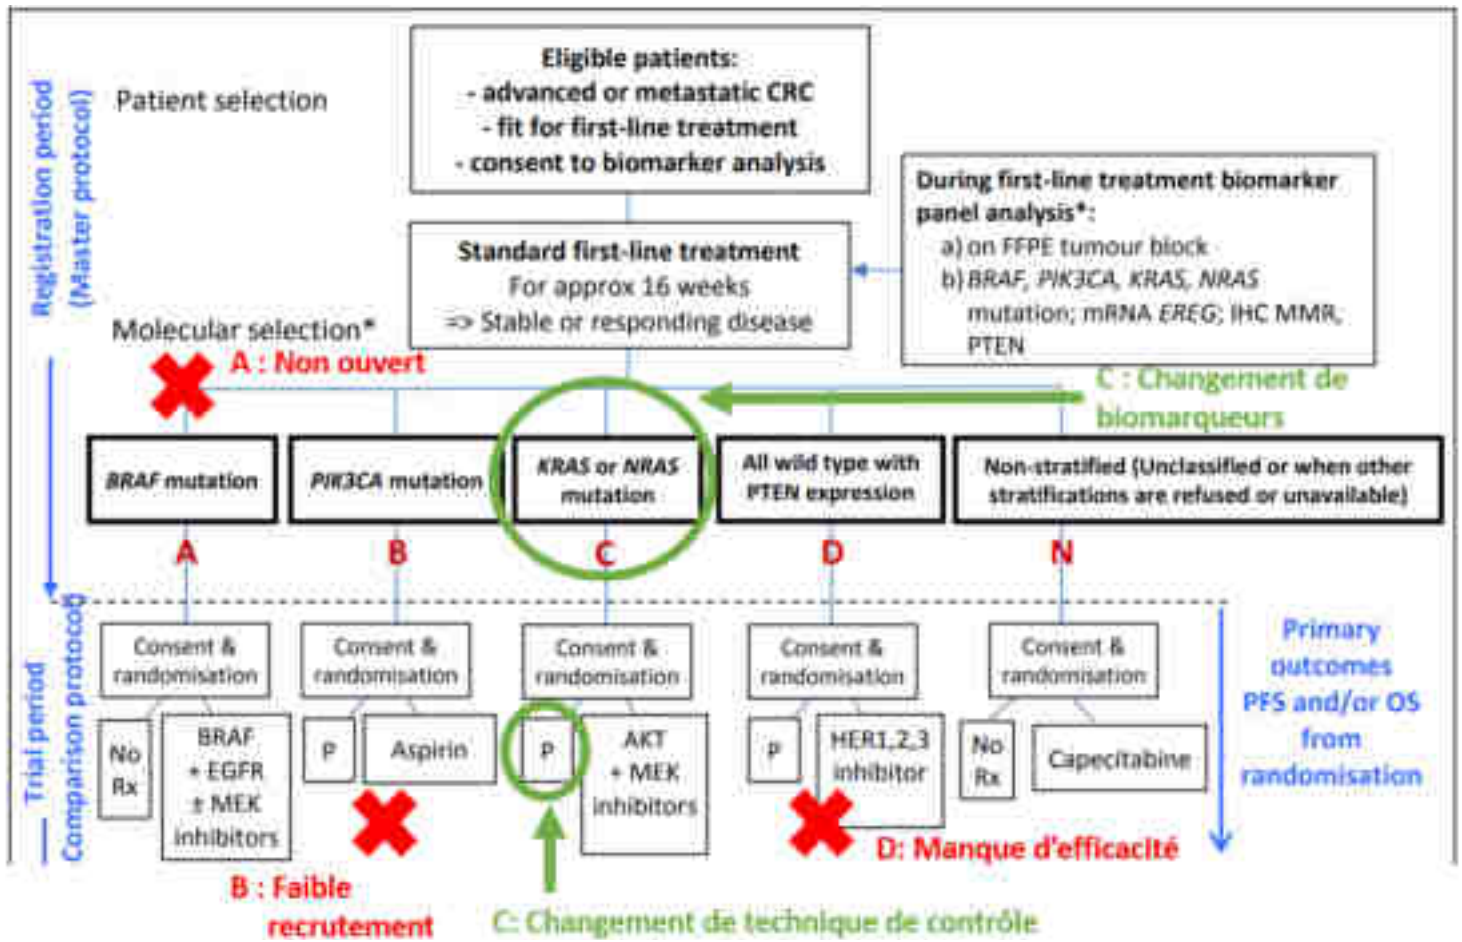 Registration period
(Master protocol)
Patient selection
Eligible patients:
- advanced or metastatic CRC
- fit for first-line treatment
- consent to biomarker analysis
During first-line treatment biomarker
panel analysis*:
a) on FFPE tumour block
b) BRAF, PIK3CA, KRAS, NRAS
mutation; mRNA EREG; IHC MMR,
PTEN
Standard first-line treatment
For approx 16 weeks
=> Stable or responding disease
Molecular selection*
A : Non ouvert
C : Changement de
biomarqueurs
BRAF mutation
PIK3CA mutation
KRAS or NRAS
mutation
All wild type with
PTEN expression
Non-stratified (Unclassified or when other
stratifications are refused or unavailable)
A
B
C
D
N
Trial period
Comparison protocol
Consent &
randomisation
Consent &
randomisation
Consent &
randomisation
Consent &
randomisation
Consent &
randomisation
No
Rx
BRAF
+ EGFR
± MEK
inhibitors
P
Aspirin
P
AKT
+ MEK
inhibitors
P
HER1,2,3
inhibitor
No
Rx
Capecitabine
Primary
outcomes
PFS and/or OS
from
randomisation
B : Faible
recrutement
C: Changement de technique de contrôle
D: Manque d'efficacité